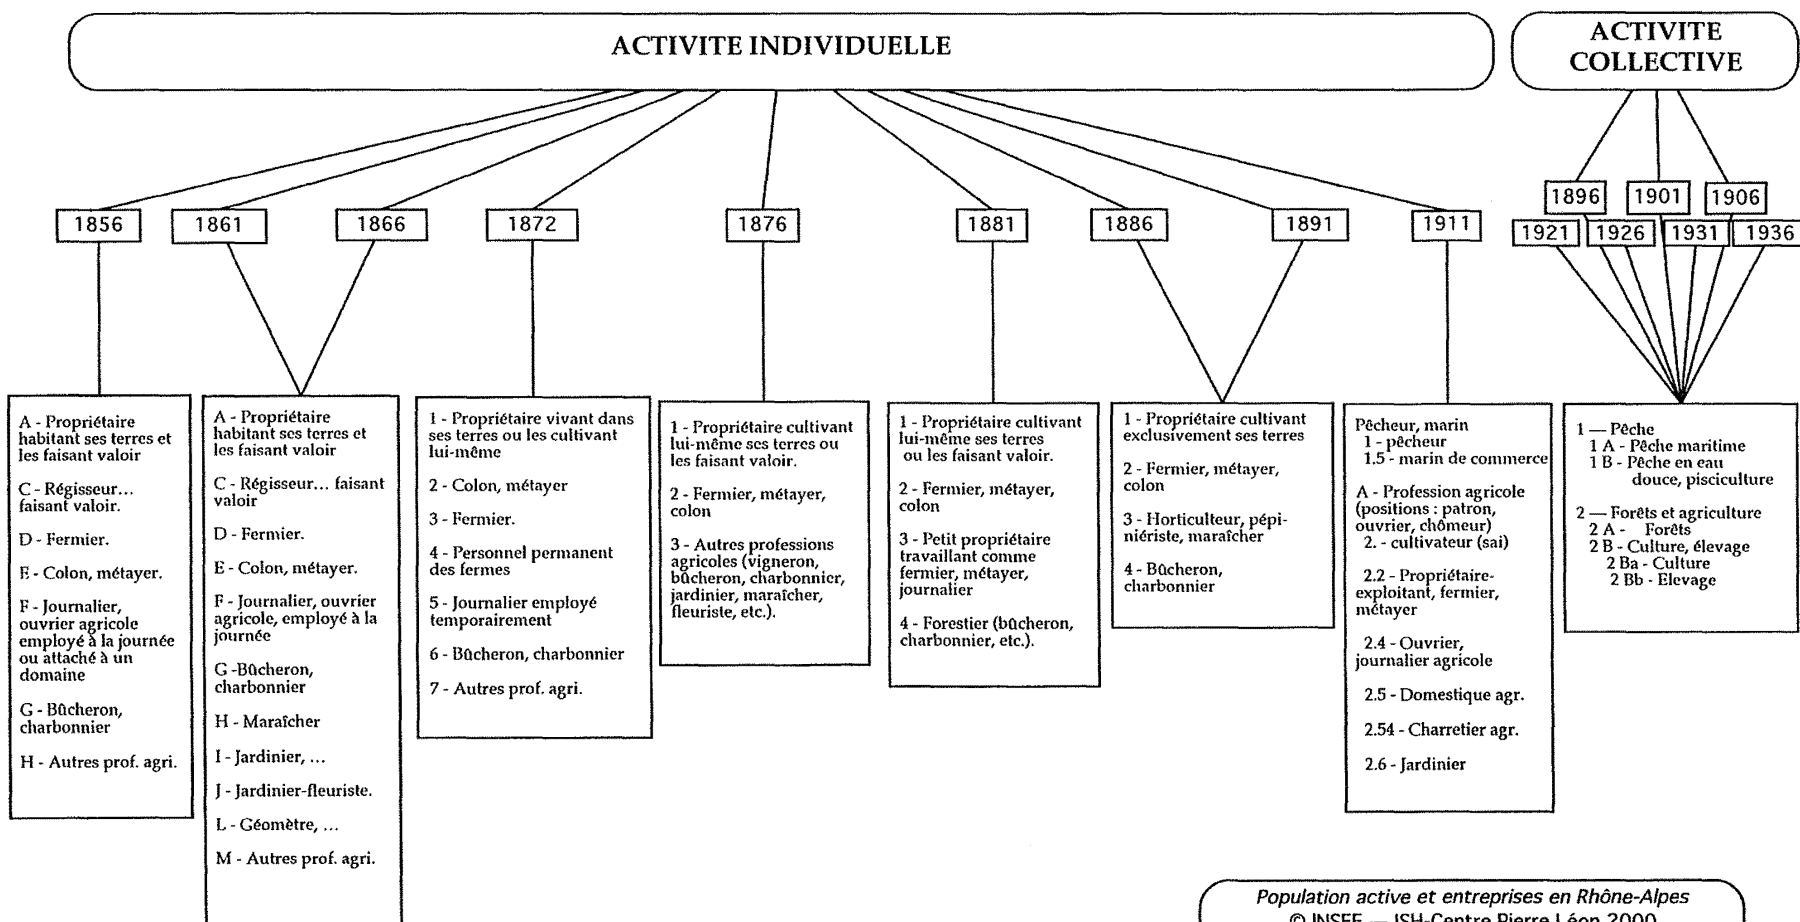 ACTIVITE INDIVIDUELLE
ACTIVITE
COLLECTIVE
1856
1861
1866
1872
1876
1881
1886
1891
1911
1896
1901
1906
1921
1926
1931
1936
A - Propriétaire
habitant ses terres et
les faisant valoir
C - Régisseur...
faisant valoir.
D - Fermier.
E - Colon, métayer.
F - Journalier,
ouvrier agricole
employé à la journée
ou attaché à un
domaine
G - Bûcheron,
charbonnier
H - Autres prof. agri.
A - Propriétaire
habitant ses terres et
les faisant valoir
C - Régisseur... faisant
valoir
D - Fermier.
E - Colon, métayer.
F - Journalier, ouvrier
agricole, employé à la
journée
G -Bûcheron,
charbonnier
H - Maraîcher
I - Jardinier, ...
J - Jardinier-fleuriste.
L - Géomètre, ...
M - Autres prof. agri.
1 - Propriétaire vivant dans
ses terres ou les cultivant
lui-même
2 - Colon, métayer
3 - Fermier.
4 - Personnel permanent
des fermes
5 - Journalier employé
temporairement
6 - Bûcheron, charbonnier
7 - Autres prof. agri.
1 - Propriétaire cultivant
lui-même ses terres ou
les faisant valoir.
2 - Fermier, métayer,
colon
3 - Autres professions
agricoles (vigneron,
bûcheron, charbonnier,
jardinier, maraîcher,
fleuriste, etc.).
1 - Propriétaire cultivant
lui-même ses terres
ou les faisant valoir.
2 - Fermier, métayer,
colon
3 - Petit propriétaire
travaillant comme
fermier, métayer,
journalier
4 - Forestier (bûcheron,
charbonnier, etc.).
1 - Propriétaire cultivant
exclusivement ses terres
2 - Fermier, métayer,
colon
3 - Horticulteur, pépi-
niériste, maraîcher
4 - Bûcheron,
charbonnier
Pêcheur, marin
1 - pêcheur
1.5 - marin de commerce
A - Profession agricole
(positions : patron,
ouvrier, chômeur)
2. - cultivateur (sai)
2.2 - Propriétaire-
exploitant, fermier,
métayer
2.4 - Ouvrier,
journalier agricole
2.5 - Domestique agr.
2.54 - Charretier agr.
2.6 - Jardinier
1 — Pêche
1 A - Pêche maritime
1 B - Pêche en eau
douce, pisciculture
2 — Forêts et agriculture
2 A - Forêts
2 B - Culture, élevage
2 Ba - Culture
2 Bb - Elevage
Population active et entreprises en Rhône-Alpes
© INSEE — ISH-Centre Pierre Léon 2000